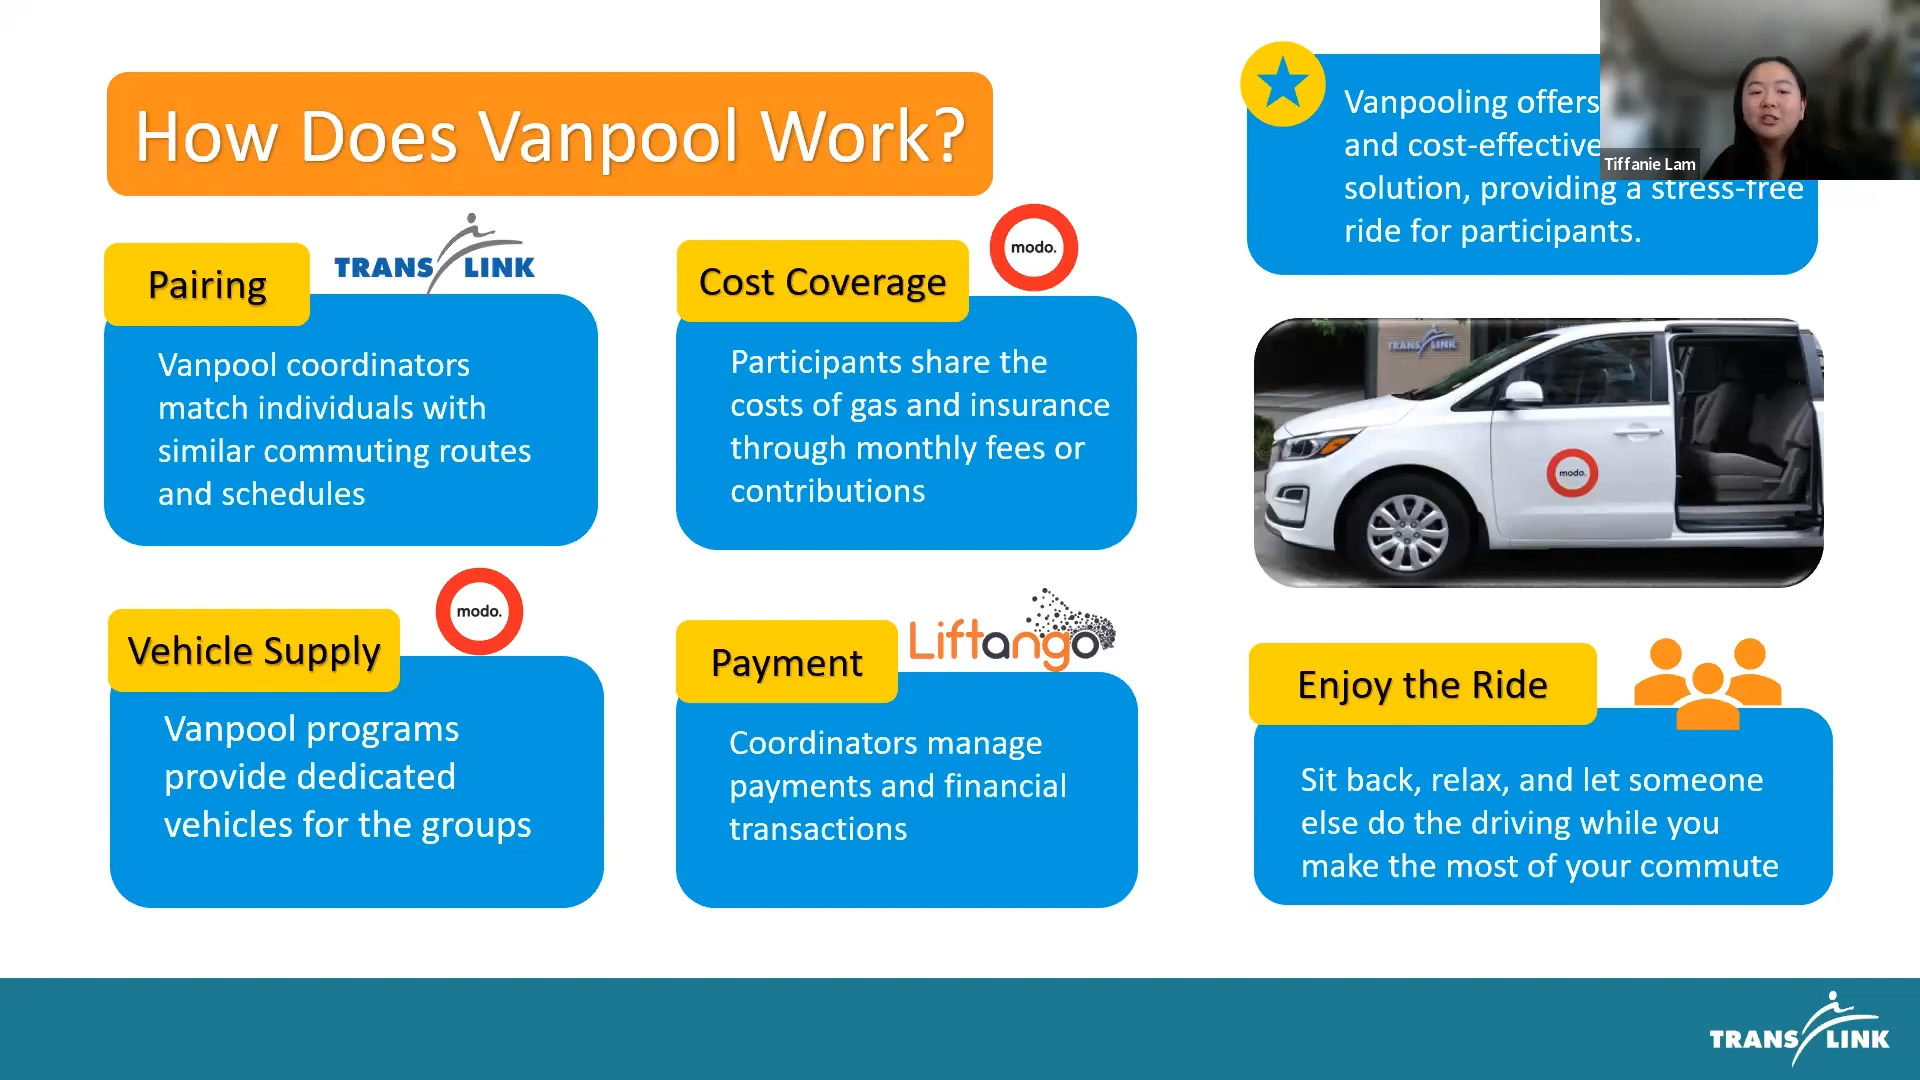 How Does Vanpool Work?
Pairing
TRANS LINK
Vanpool coordinators
match individuals with
similar commuting routes
and schedules
Cost Coverage
modo.
Participants share the
costs of gas and insurance
through monthly fees or
contributions
Vehicle Supply
modo.
Vanpool programs
provide dedicated
vehicles for the groups
Payment
Liftango
Coordinators manage
payments and financial
transactions
Vanpooling offers
and cost-effective
solution, providing a stress-free
ride for participants.
Tiffanie Lam
TRANS LINK
modo.
Enjoy the Ride
Sit back, relax, and let someone
else do the driving while you
make the most of your commute
TRANS LINK